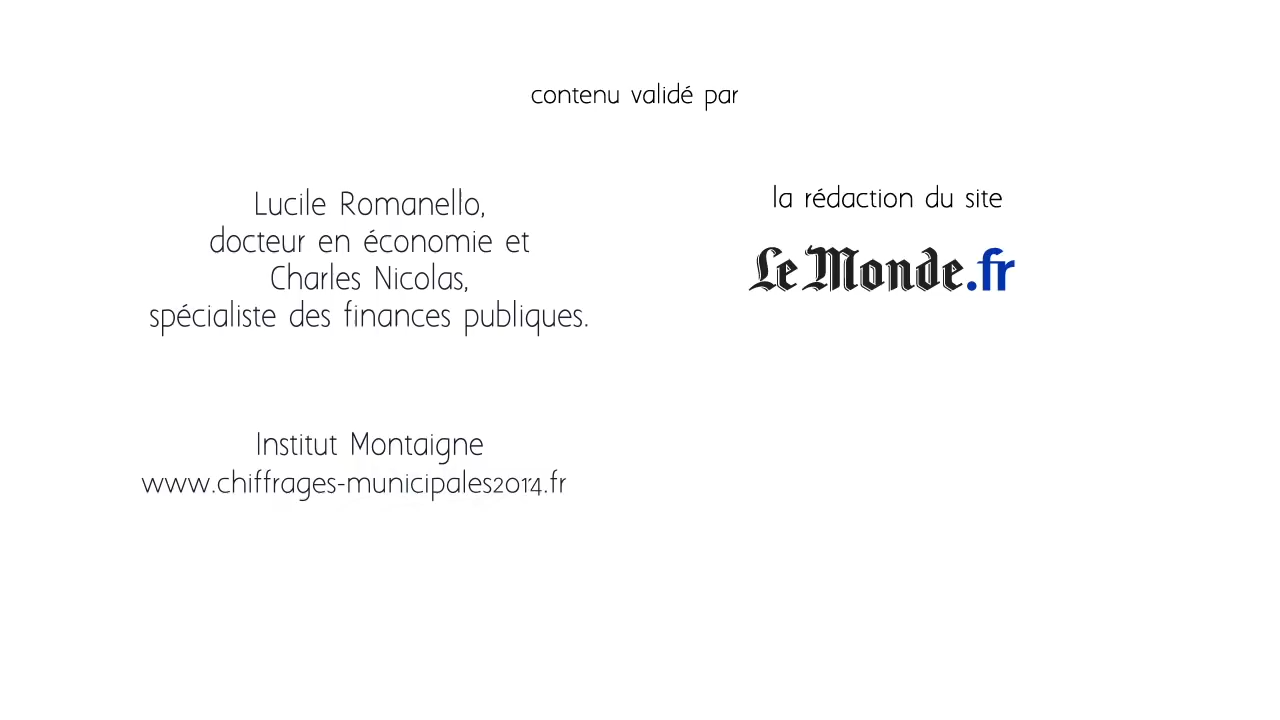 contenu validé par
Lucile Romanello,
docteur en économie et
Charles Nicolas,
spécialiste des finances publiques.
Institut Montaigne
www.chiffrages-municipales2014.fr
la rédaction du site
Le Monde.fr